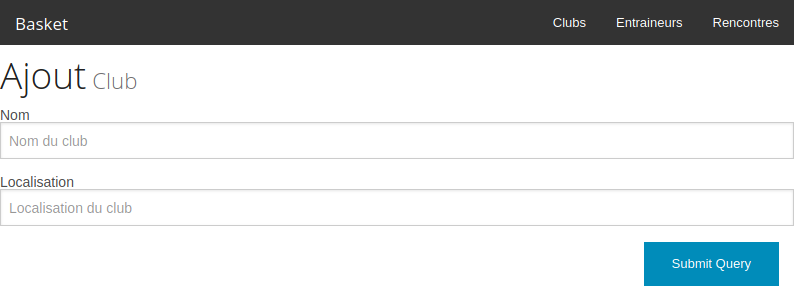 Basket Clubs Entraineurs Rencontres
Ajout Club
Nom
Nom du club
Localisation
Localisation du club
Submit Query